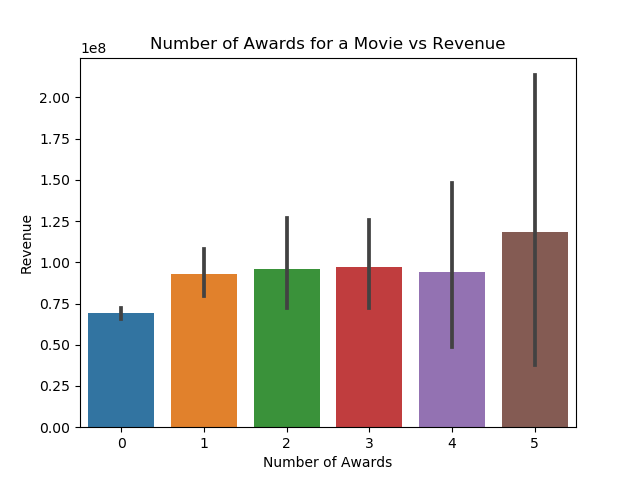 Number of Awards for a Movie vs Revenue
1e8
2.00
1.75
1.50
1.25
1.00
0.75
0.50
0.25
0.00
Revenue
0 1 2 3 4 5
Number of Awards